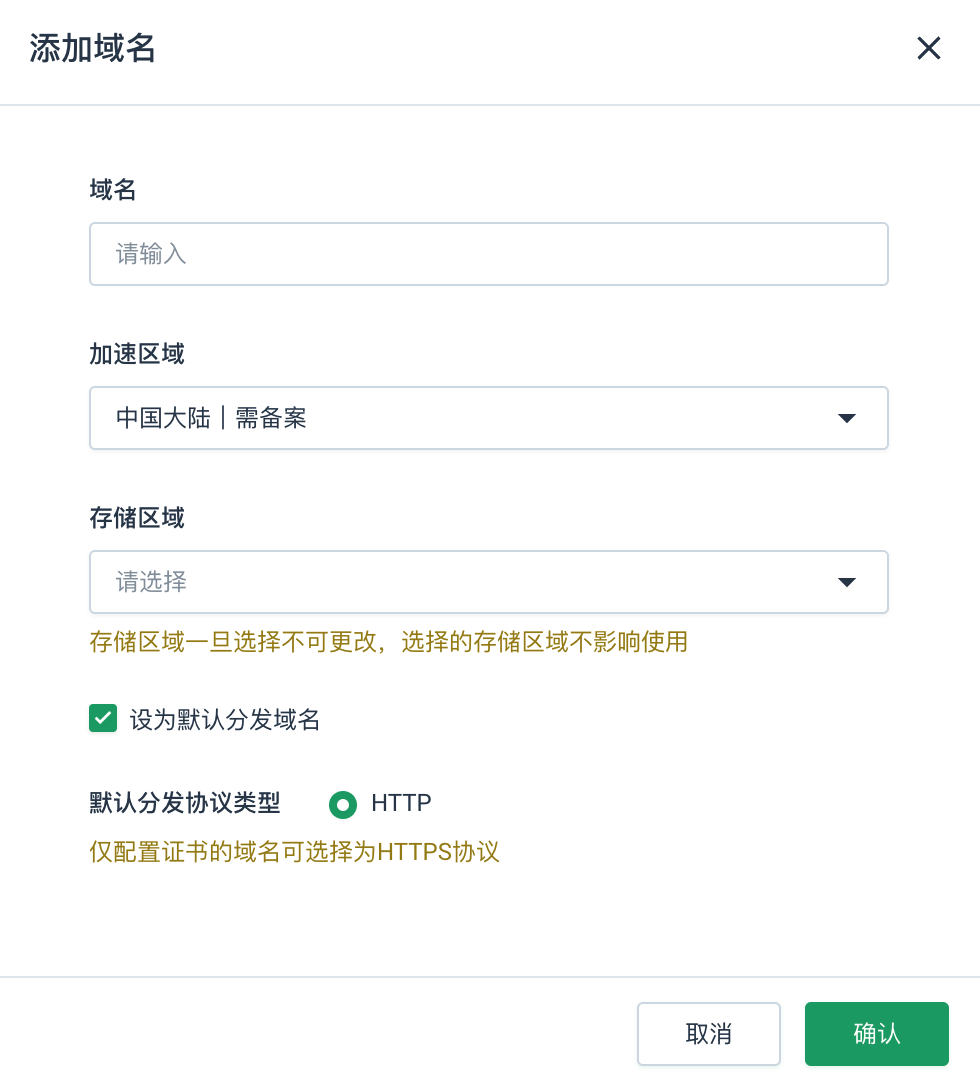 添加域名
域名
请输入
加速区域
中国大陆｜需备案
存储区域
请选择
存储区域一旦选择不可更改，选择的存储区域不影响使用
设为默认分发域名
默认分发协议类型 HTTP
仅配置证书的域名可选择为HTTPS协议
取消 确认